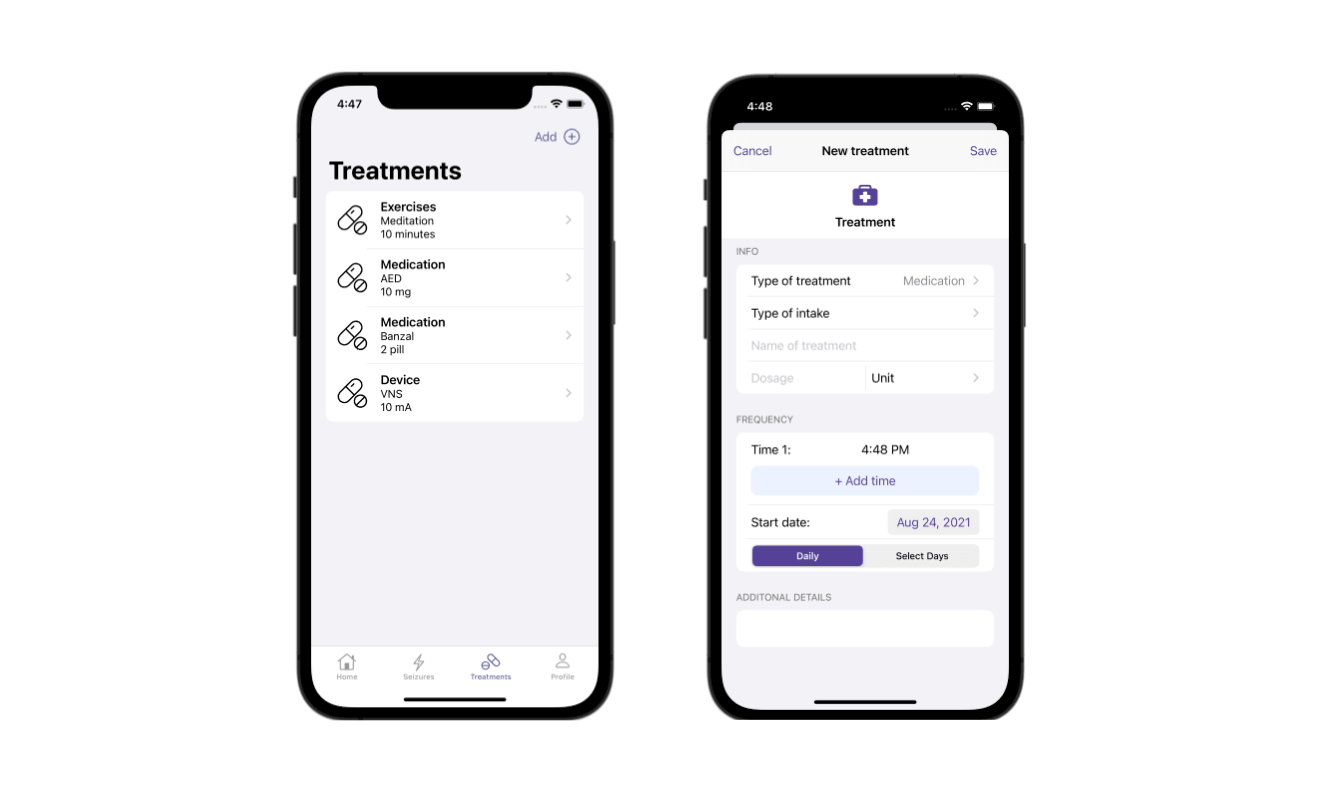 4:47
Add
Treatments
Exercises
Meditation
10 minutes
Medication
AED
10 mg
Medication
Banzal
2 pill
Device
VNS
10 mA
Home
Seizures
Treatments
Profile
4:48
Cancel New treatment Save
Treatment
INFO
Type of treatment Medication
Type of intake
Name of treatment
Dosage Unit
FREQUENCY
Time 1: 4:48 PM
+ Add time
Start date: Aug 24, 2021
Daily Select Days
ADDITONAL DETAILS